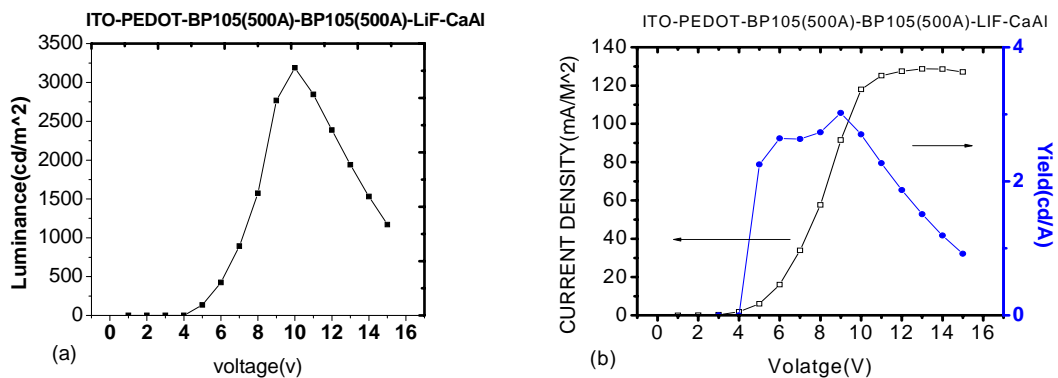 ITO-PEDOT-BP105(500A)-BP105(500A)-LiF-CaAl
3500
3000
2500
2000
1500
1000
500
0
Luminance(cd/m^2)
0 2 4 6 8 10 12 14 16
voltage(v)
(a)
ITO-PEDOT-BP105(500A)-BP105(500A)-LIF-CaAl
140
120
100
80
60
40
20
0
CURRENT DENSITY(mA/M^2)
4
2
0
Yield(cd/A)
0 2 4 6 8 10 12 14 16
Volatge(V)
(b)